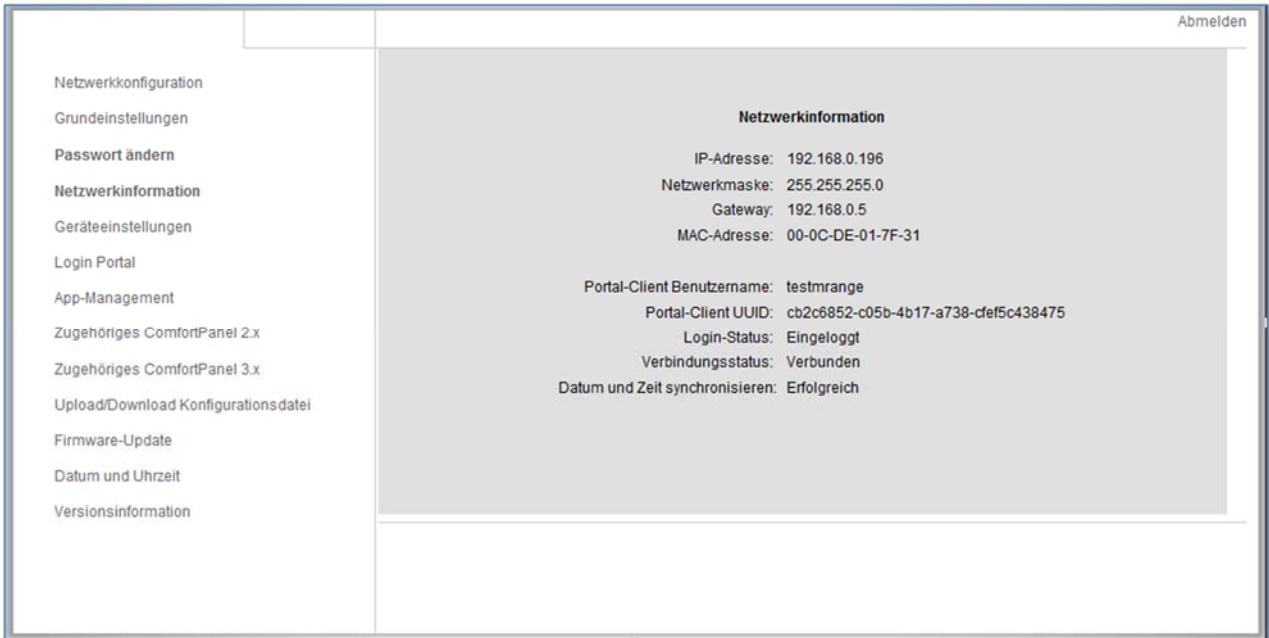 Abmelden
Netzwerkkonfiguration
Grundeinstellungen
Passwort ändern
Netzwerkinformation
Geräteeinstellungen
Login Portal
App-Management
Zugehöriges ComfortPanel 2.x
Zugehöriges ComfortPanel 3.x
Upload/Download Konfigurationsdatei
Firmware-Update
Datum und Uhrzeit
Versionsinformation
Netzwerkinformation
IP-Adresse: 192.168.0.196
Netzwerkmaske: 255.255.255.0
Gateway: 192.168.0.5
MAC-Adresse: 00-0C-DE-01-7F-31
Portal-Client Benutzername: testmrange
Portal-Client UUID: cb2c6852-c05b-4b17-a738-cfef5c438475
Login-Status: Eingeloggt
Verbindungsstatus: Verbunden
Datum und Zeit synchronisieren: Erfolgreich